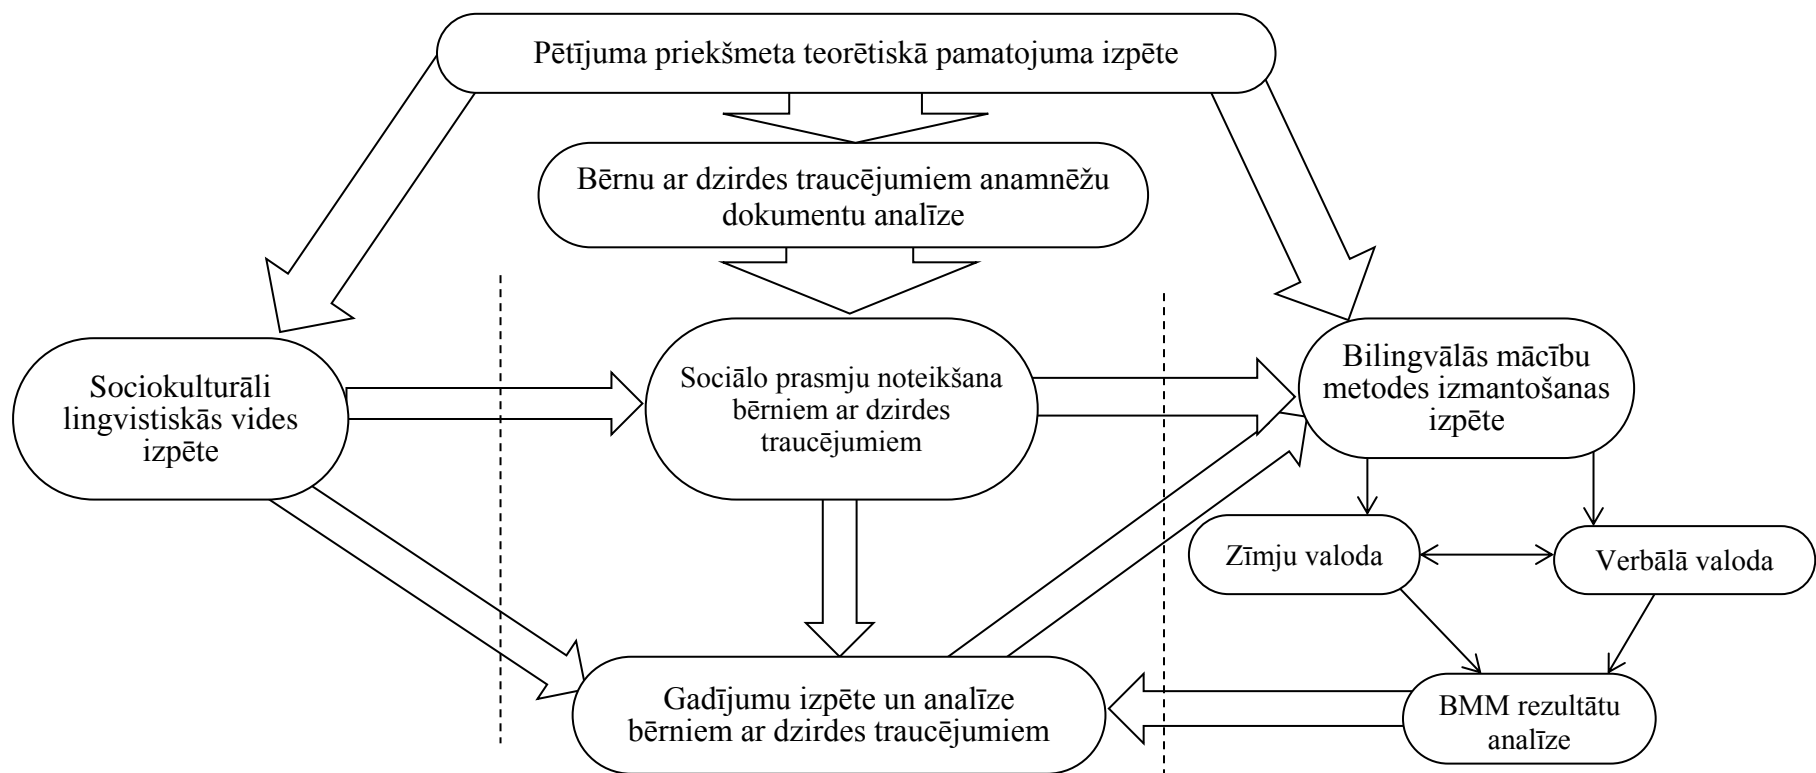 Pētījuma priekšmeta teorētiskā pamatojuma izpēte
Bērnu ar dzirdes traucējumiem anamnēžu
dokumentu analīze
Sociokulturāli
lingvistiskās vides
izpēte
Sociālo prasmju noteikšana
bērniem ar dzirdes
traucējumiem
Bilingvālās mācību
metodes izmantošanas
izpēte
Zīmju valoda
Verbālā valoda
Gadījumu izpēte un analīze
bērniem ar dzirdes traucējumiem
BMM rezultātu
analīze